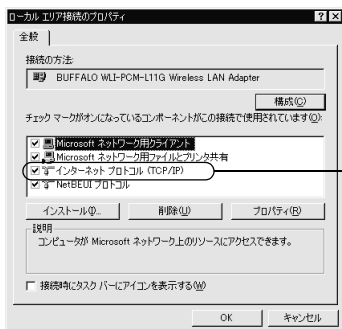 ローカル エリア接続のプロパティ
全般
接続の方法:
BUFFALO WLI-PCM-L11G Wireless LAN Adapter
構成(C)
チェック マークがオンになっているコンポーネントがこの接続で使用されています(O):
Microsoft ネットワーク用クライアント
Microsoft ネットワーク用ファイルとプリンタ共有
インターネット プロトコル (TCP/IP)
NetBEUI プロトコル
インストール(I)... 削除(U) プロパティ(R)
説明
コンピュータが Microsoft ネットワーク上のリソースにアクセスできます。
接続時にタスク バーにアイコンを表示する(W)
OK キャンセル